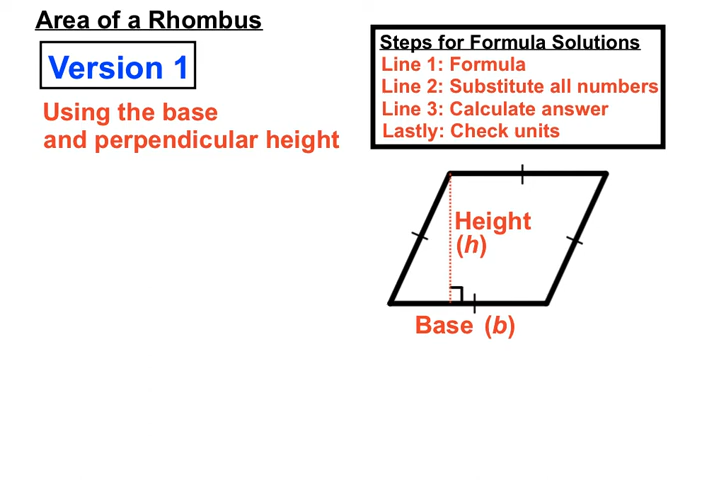 Area of a Rhombus
Version 1
Using the base
and perpendicular height
Steps for Formula Solutions
Line 1: Formula
Line 2: Substitute all numbers
Line 3: Calculate answer
Lastly: Check units
Height
(h)
Base (b)